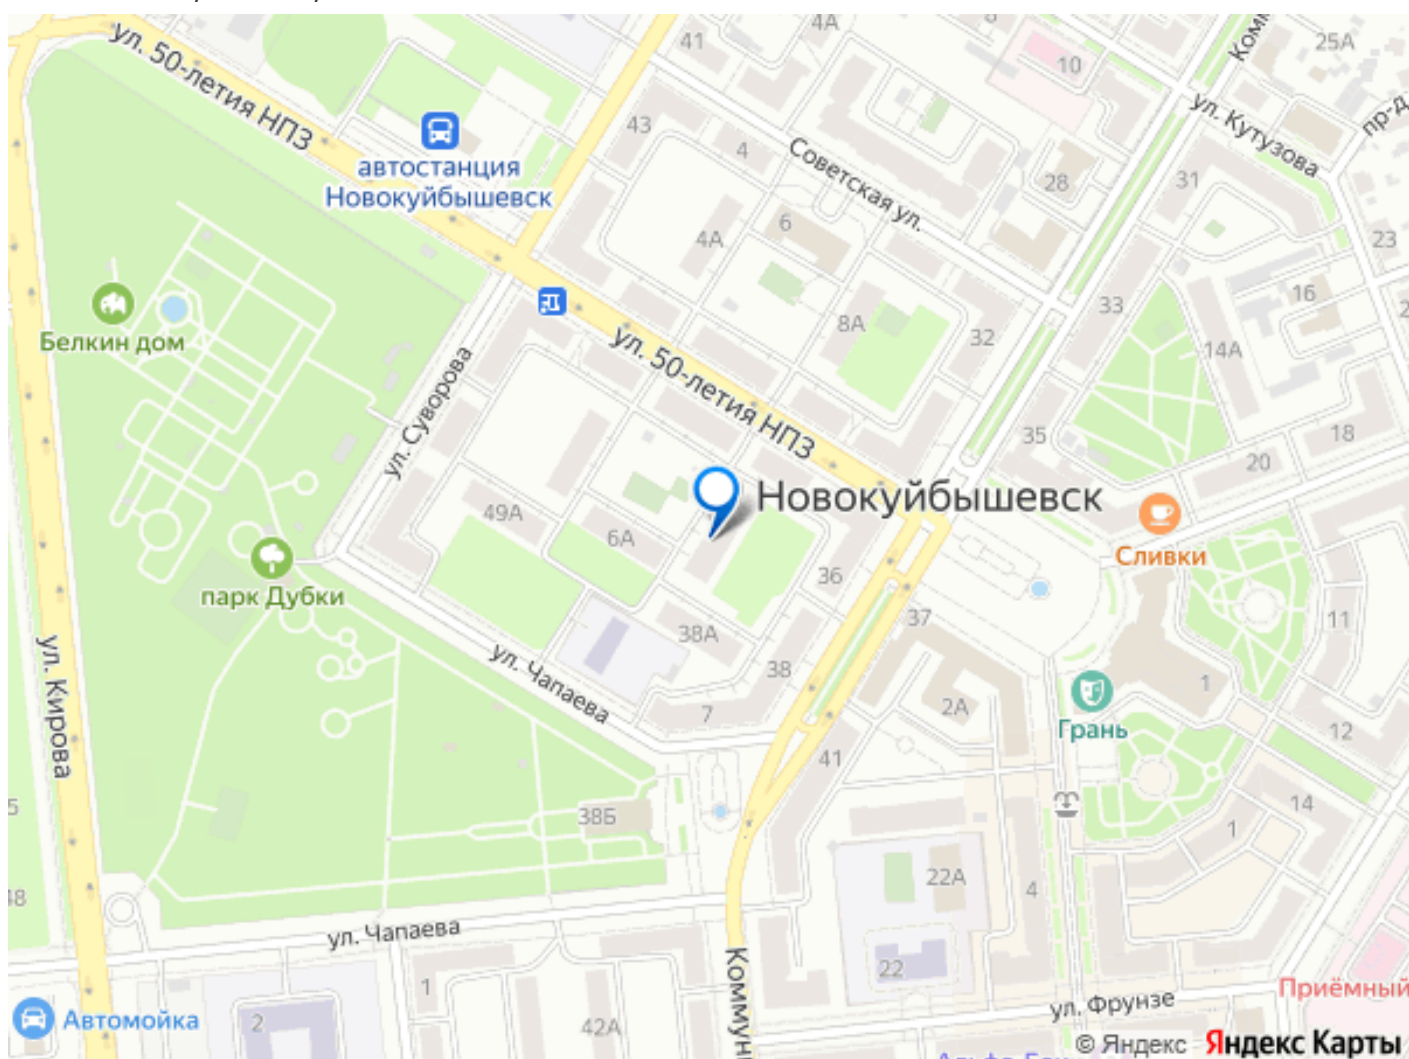 ул. 50-летия НПЗ
41
4А
10
25А
ул. Кутузова
пр-д
43
4
автостанция
Новокуйбышевск
Советская ул.
28
31
6
4А
23
16
33
Белкин дом
8А
32
14А
ул. Суворова
ул. 50-летия НПЗ
35
18
20
Новокуйбышевск
49А
6А
Сливки
парк Дубки
36
37
11
38А
38
ул. Чапаева
ул. Кирова
1
7
2А
Грань
12
41
14
38Б
1
22А
4
ул. Чапаева
22
1
Приёмный
ул. Фрунзе
Автомойка
2
42А
© Яндекс
Яндекс Карты